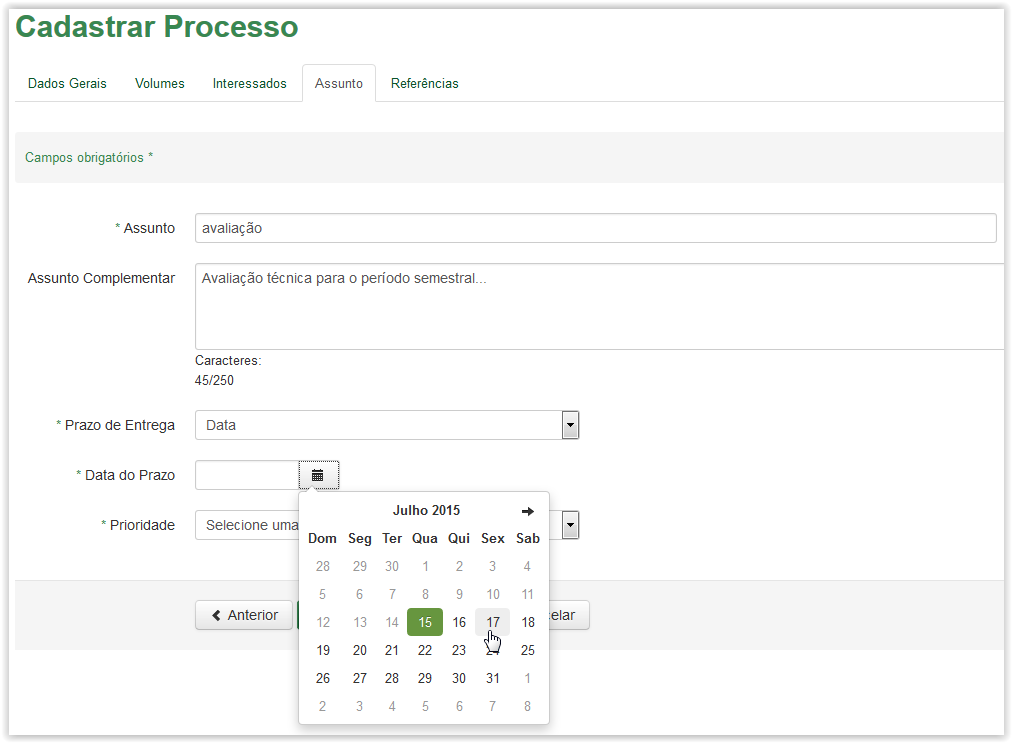 Cadastrar Processo
Dados Gerais Volumes Interessados Assunto Referências
Campos obrigatórios *
* Assunto avaliação
Assunto Complementar Avaliação técnica para o período semestral...
Caracteres:
45/250
* Prazo de Entrega Data
* Data do Prazo
* Prioridade Selecione uma
Julho 2015
Dom Seg Ter Qua Qui Sex Sab
28 29 30 1 2 3 4
5 6 7 8 9 10 11
12 13 14 15 16 17 18
19 20 21 22 23 24 25
26 27 28 29 30 31 1
2 3 4 5 6 7 8
Anterior elar